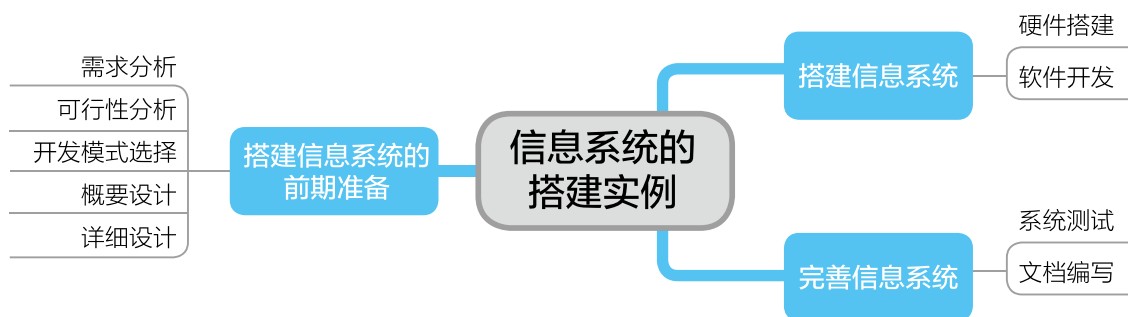 信息系统的
搭建实例
搭建信息系统的
前期准备
需求分析
可行性分析
开发模式选择
概要设计
详细设计
搭建信息系统
硬件搭建
软件开发
完善信息系统
系统测试
文档编写